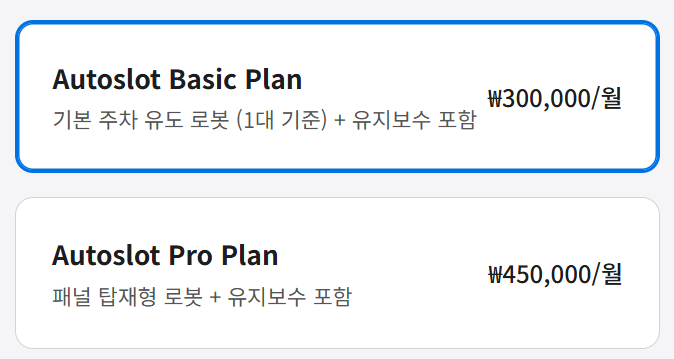 Autoslot Basic Plan
기본 주차 유도 로봇 (1대 기준) + 유지보수 포함
₩300,000/월
Autoslot Pro Plan
패널 탑재형 로봇 + 유지보수 포함
₩450,000/월